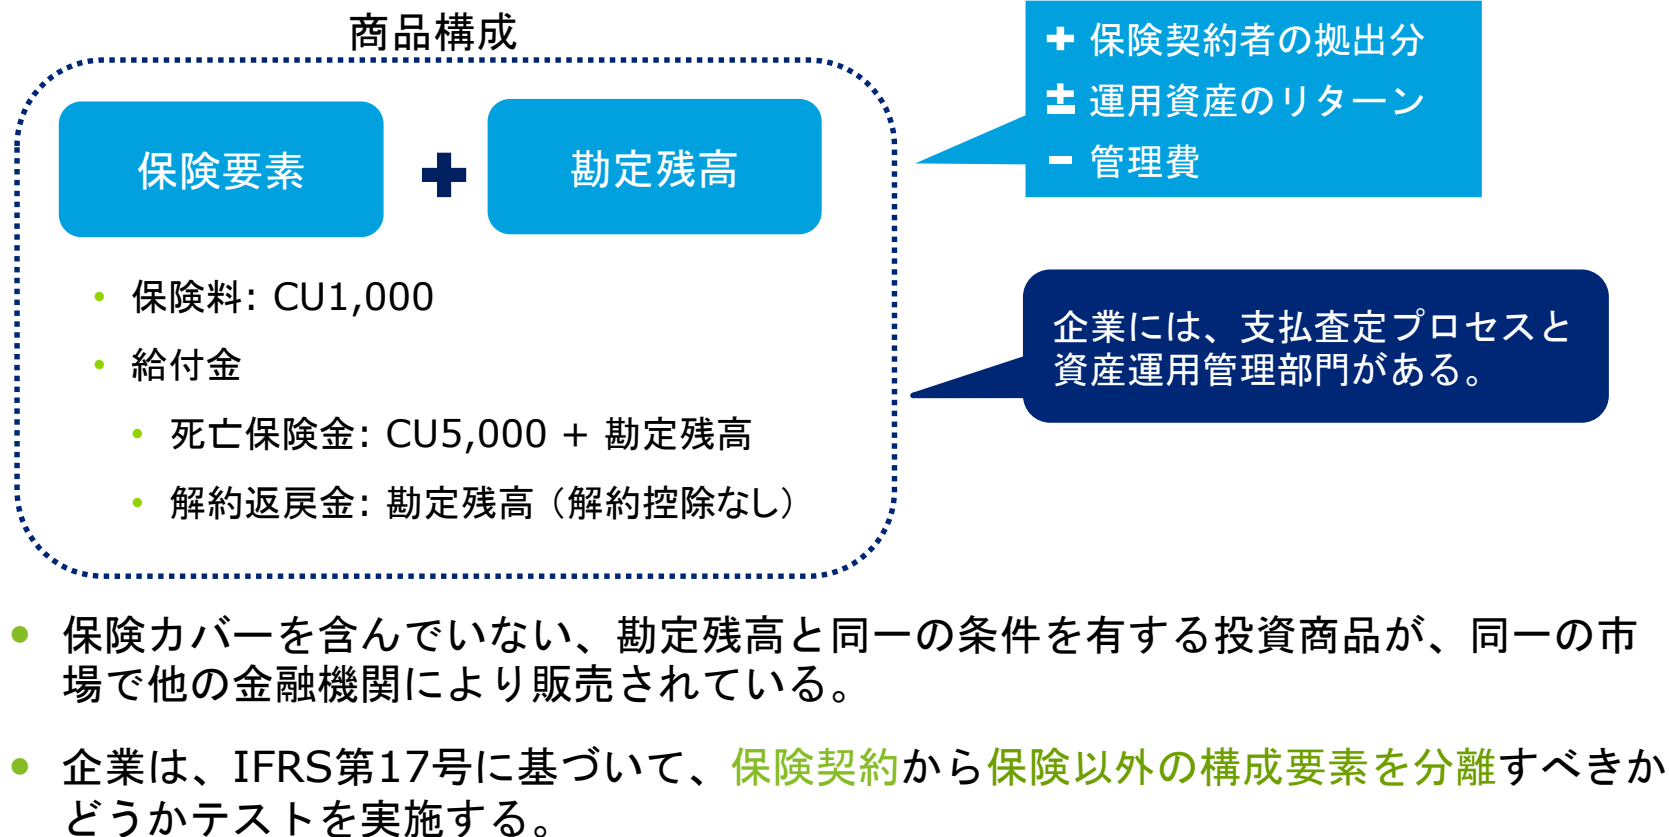 商品構成
保険要素
+
勘定残高
• 保険料: CU1,000
• 給付金
• 死亡保険金: CU5,000 + 勘定残高
• 解約返戻金: 勘定残高（解約控除なし）
+ 保険契約者の拠出分
± 運用資産のリターン
- 管理費
企業には、支払査定プロセスと
資産運用管理部門がある。
• 保険カバーを含んでいない、勘定残高と同一の条件を有する投資商品が、同一の市
場で他の金融機関により販売されている。
• 企業は、IFRS第17号に基づいて、保険契約から保険以外の構成要素を分離すべきか
どうかテストを実施する。